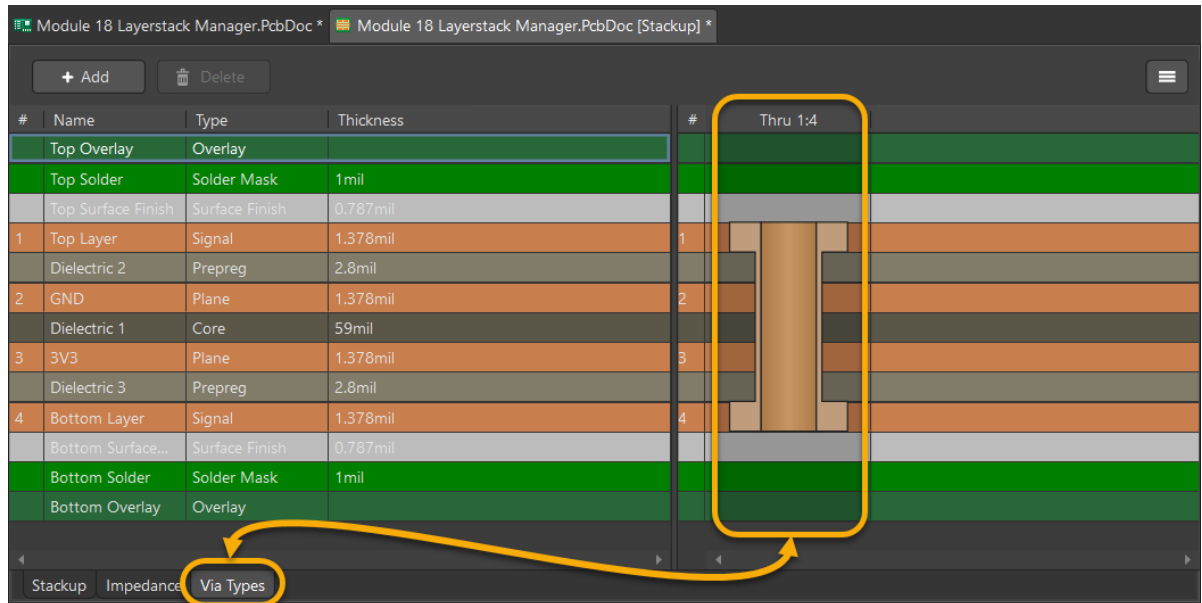 Module 18 Layerstack Manager.PcbDoc * Module 18 Layerstack Manager.PcbDoc [Stackup] *
+ Add Delete
# Name Type Thickness # Thru 1:4
Top Overlay Overlay
Top Solder Solder Mask 1mil
Top Surface Finish Surface Finish 0.787mil
1 Top Layer Signal 1.378mil 1
Dielectric 2 Prepreg 2.8mil
2 GND Plane 1.378mil 2
Dielectric 1 Core 59mil
3 3V3 Plane 1.378mil 3
Dielectric 3 Prepreg 2.8mil
4 Bottom Layer Signal 1.378mil 4
Bottom Surface... Surface Finish 0.787mil
Bottom Solder Solder Mask 1mil
Bottom Overlay Overlay
Stackup Impedance Via Types